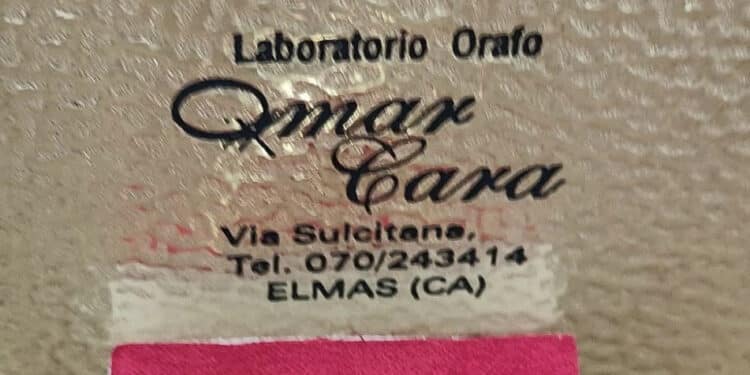 Laboratorio Orafo
Omar
Cara
Via Sulcitana,
Tel. 070/243414
ELMAS (CA)